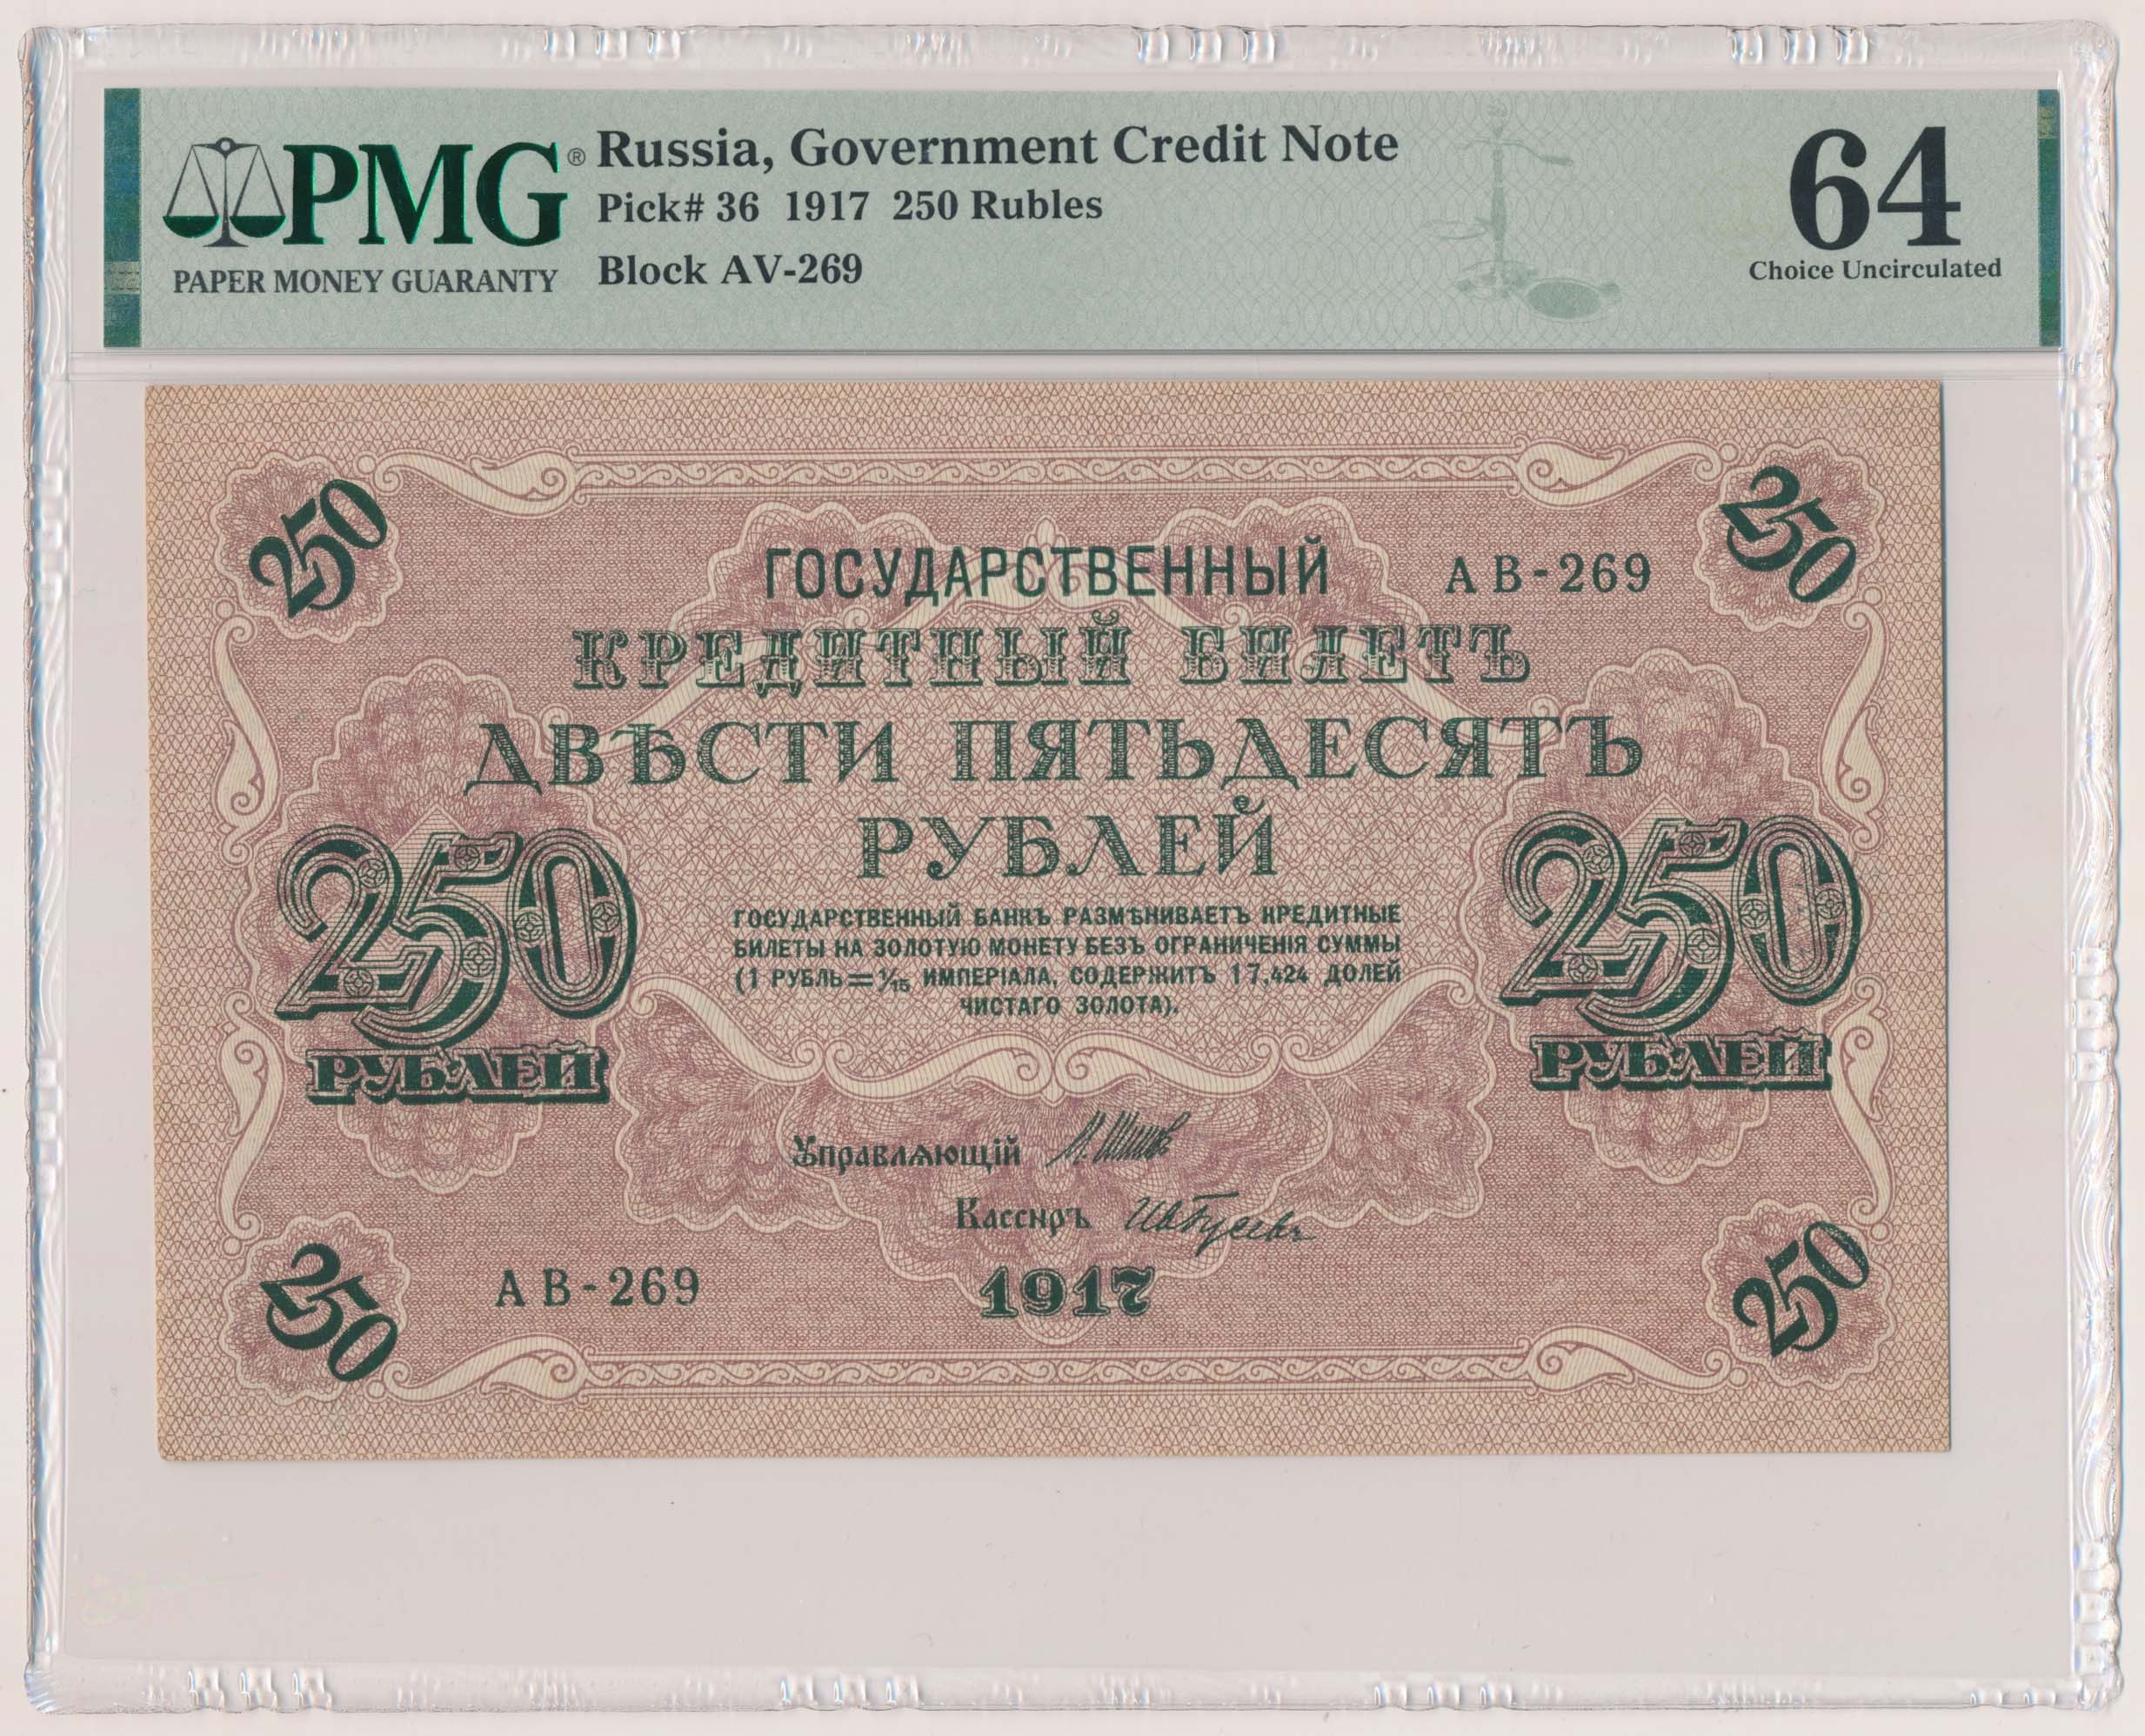 PMG®
PAPER MONEY GUARANTY
Russia, Government Credit Note
Pick# 36 1917 250 Rubles
Block AV-269
64
Choice Uncirculated
250
250
ГОСУДАРСТВЕННЫЙ
АВ-269
КРЕДИТНЫЙ БИЛЕТЪ
ДВѢСТИ ПЯТЬДЕСЯТЪ
РУБЛЕЙ
250
РУБЛЕЙ
250
РУБЛЕЙ
ГОСУДАРСТВЕННЫЙ БАНКЪ РАЗМѢНИВАЕТЪ КРЕДИТНЫЕ
БИЛЕТЫ НА ЗОЛОТУЮ МОНЕТУ БЕЗЪ ОГРАНИЧЕНІЯ СУММЫ
(1 РУБЛЬ=1/15 ИМПЕРІАЛА, СОДЕРЖИТЪ 17,424 ДОЛЕЙ
ЧИСТАГО ЗОЛОТА).
Управляющій И. Шипов
Кассиръ Ив Гусевъ
АВ-269
1917
250
250